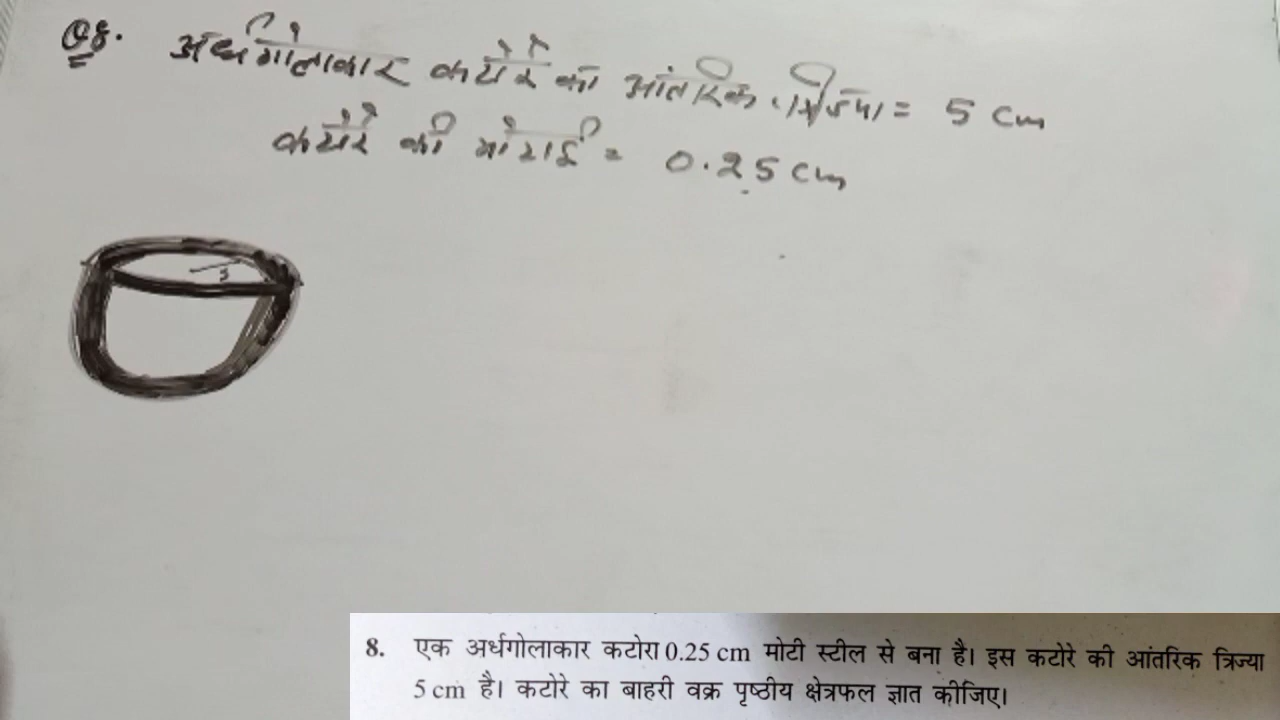 Q8. अर्धगोलाकार कटोरे की आंतरिक त्रिज्या = 5 cm
कटोरे की मोटाई = 0.25 cm
5
8. एक अर्धगोलाकार कटोरा 0.25 cm मोटी स्टील से बना है। इस कटोरे की आंतरिक त्रिज्या
5 cm है। कटोरे का बाहरी वक्र पृष्ठीय क्षेत्रफल ज्ञात कीजिए।